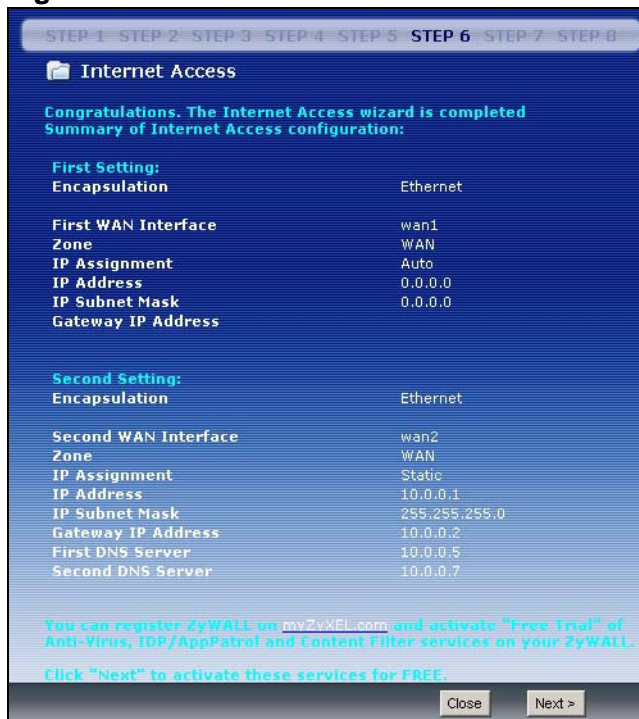 STEP 1 STEP 2 STEP 3 STEP 4 STEP 5 STEP 6 STEP 7 STEP 8
Internet Access
Congratulations. The Internet Access wizard is completed
Summary of Internet Access configuration:
First Setting:
Encapsulation Ethernet
First WAN Interface wan1
Zone WAN
IP Assignment Auto
IP Address 0.0.0.0
IP Subnet Mask 0.0.0.0
Gateway IP Address
Second Setting:
Encapsulation Ethernet
Second WAN Interface wan2
Zone WAN
IP Assignment Static
IP Address 10.0.0.1
IP Subnet Mask 255.255.255.0
Gateway IP Address 10.0.0.2
First DNS Server 10.0.0.5
Second DNS Server 10.0.0.7
You can register ZyWALL on myZyXEL.com and activate "Free Trial" of
Anti-Virus, IDP/AppPatrol and Content Filter services on your ZyWALL.
Click "Next" to activate these services for FREE.
Close Next >